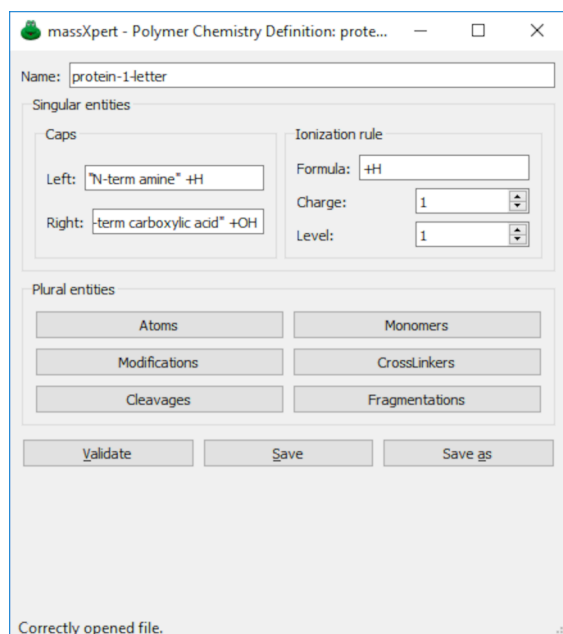 massXpert - Polymer Chemistry Definition: prote...
Name: protein-1-letter
Singular entities
Caps
Left: "N-term amine" +H
Right: -term carboxylic acid" +OH
Ionization rule
Formula: +H
Charge: 1
Level: 1
Plural entities
Atoms Monomers
Modifications CrossLinkers
Cleavages Fragmentations
Validate Save Save as
Correctly opened file.